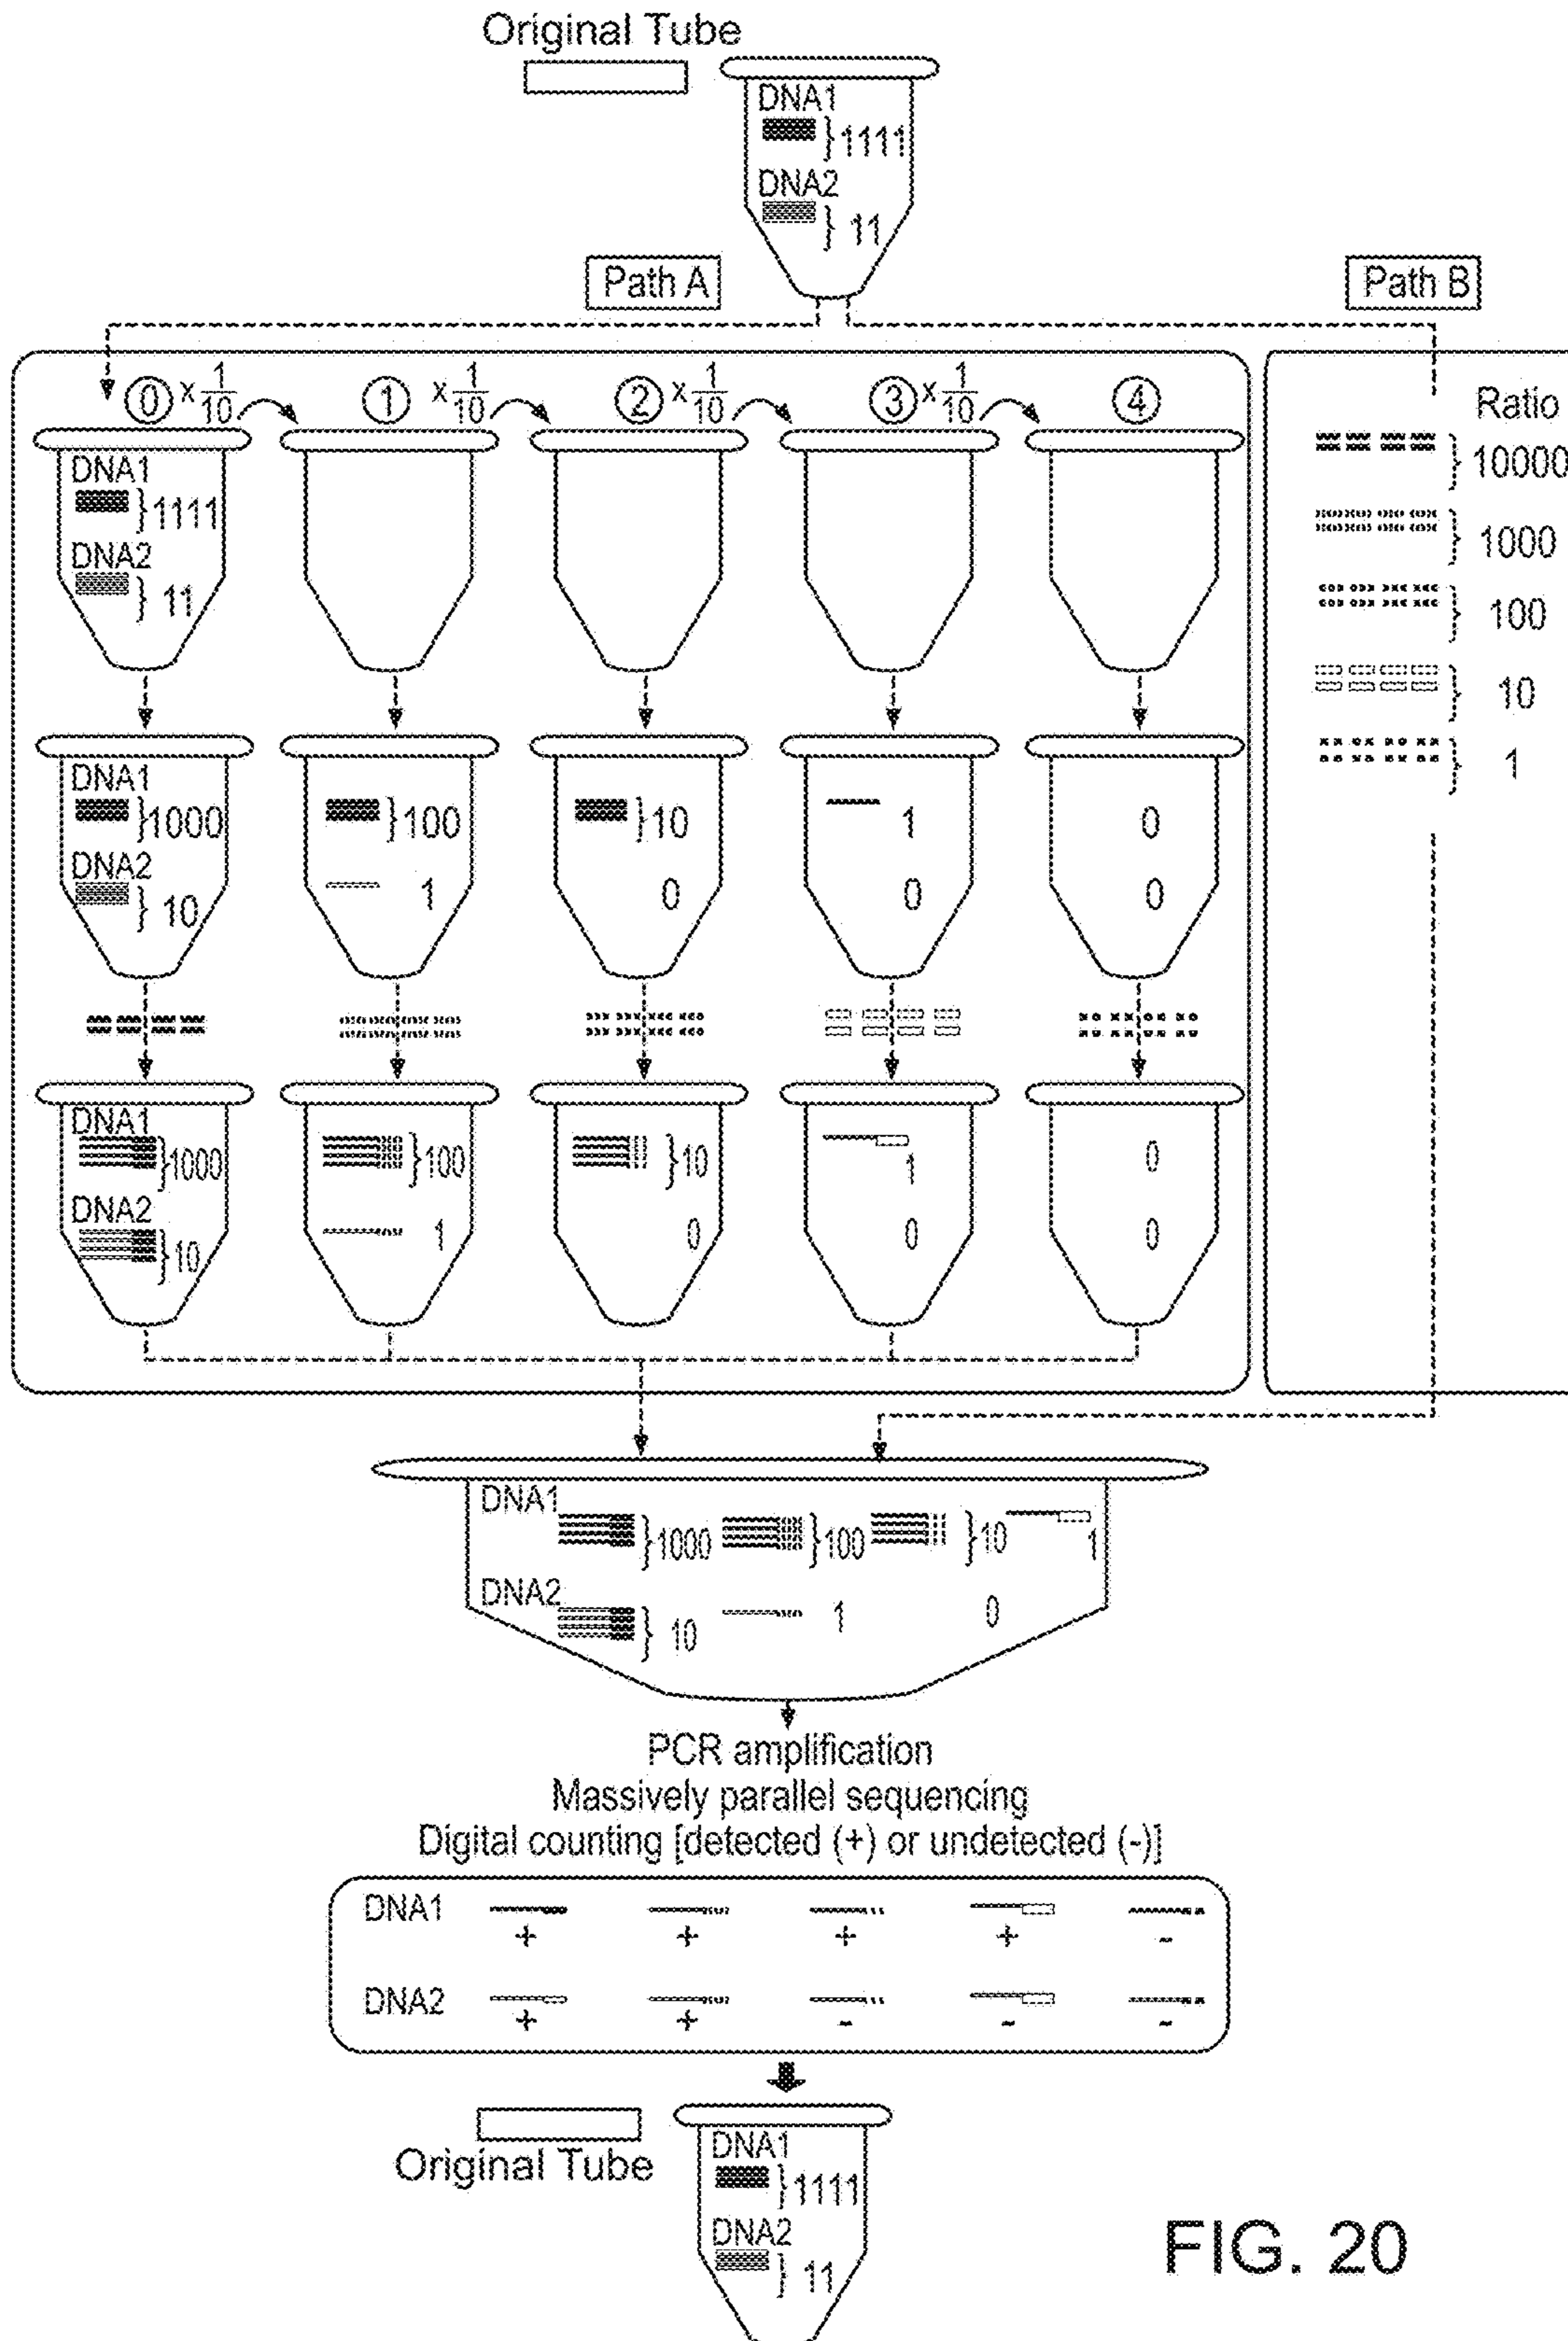 Original Tube
DNA1
1111
DNA2
11
Path A
Path B
0 x 1/10 1 x 1/10 2 x 1/10 3 x 1/10 4
Ratio
10000
1000
100
10
1
DNA1
1111
DNA2
11
DNA1
1000 100 10 1 0
DNA2
10 1 0 0 0
DNA1
1000 100 10 1 0
DNA2
10 1 0 0 0
DNA1
1000 100 10 1
DNA2
10 1 0
PCR amplification
Massively parallel sequencing
Digital counting [detected (+) or undetected (-)]
DNA1
+ + + + -
DNA2
+ + - - -
Original Tube
DNA1
1111
DNA2
11
FIG. 20